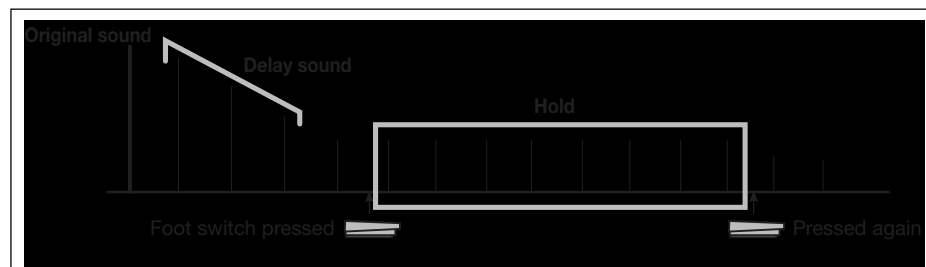 Original sound
Delay sound
Hold
Foot switch pressed
Pressed again